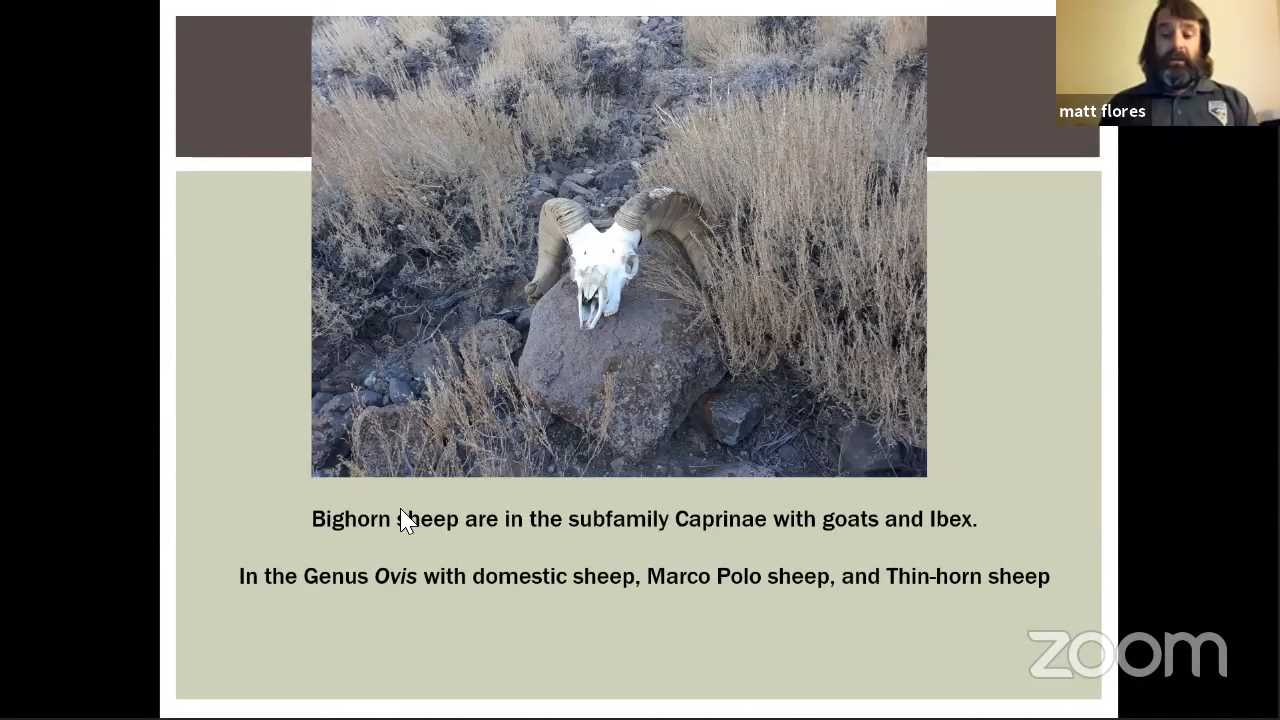 matt flores
Bighorn sheep are in the subfamily Caprinae with goats and Ibex.
In the Genus Ovis with domestic sheep, Marco Polo sheep, and Thin-horn sheep
zoom